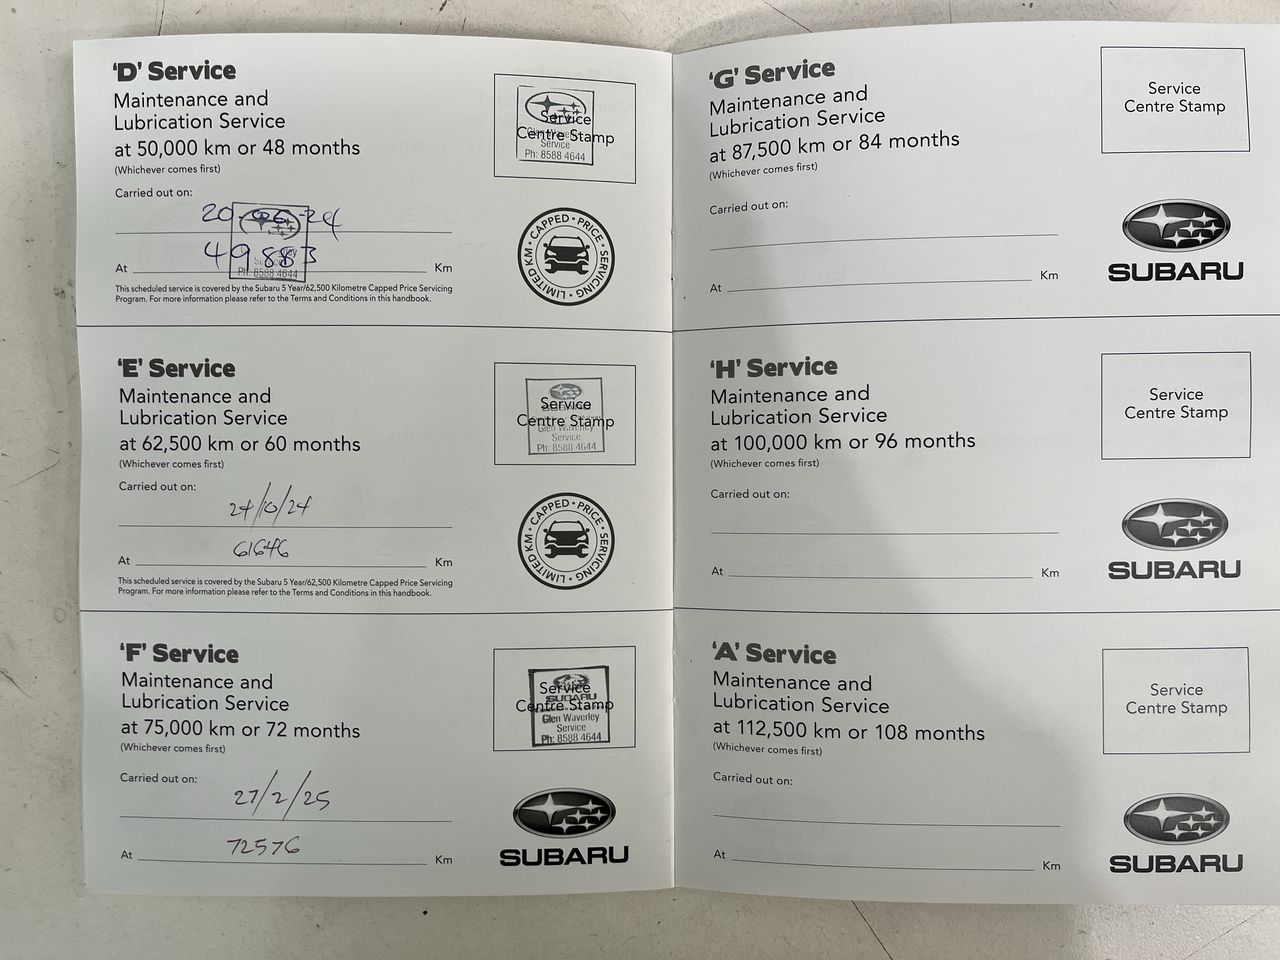 ‘D’ Service
Maintenance and
Lubrication Service
at 50,000 km or 48 months
(Whichever comes first)
Carried out on:
20-05-24
At 49883 Km
This scheduled service is covered by the Subaru 5 Year/62,500 Kilometre Capped Price Servicing
Program. For more information please refer to the Terms and Conditions in this handbook.
Service
Centre Stamp
Glen Waverley
Service
Ph: 8588 4644
Ph: 8588 4644
CAPPED • PRICE • SERVICING • LIMITED KM •
‘E’ Service
Maintenance and
Lubrication Service
at 62,500 km or 60 months
(Whichever comes first)
Carried out on:
24/10/24
At 61646 Km
This scheduled service is covered by the Subaru 5 Year/62,500 Kilometre Capped Price Servicing
Program. For more information please refer to the Terms and Conditions in this handbook.
Service
Centre Stamp
Glen Waverley
Service
Ph: 8588 4644
CAPPED • PRICE • SERVICING • LIMITED KM •
‘F’ Service
Maintenance and
Lubrication Service
at 75,000 km or 72 months
(Whichever comes first)
Carried out on:
27/2/25
At 72576 Km
Service
Centre Stamp
SUBARU
Glen Waverley
Service
Ph: 8588 4644
SUBARU
‘G’ Service
Maintenance and
Lubrication Service
at 87,500 km or 84 months
(Whichever comes first)
Carried out on:
At Km
Service
Centre Stamp
SUBARU
‘H’ Service
Maintenance and
Lubrication Service
at 100,000 km or 96 months
(Whichever comes first)
Carried out on:
At Km
Service
Centre Stamp
SUBARU
‘A’ Service
Maintenance and
Lubrication Service
at 112,500 km or 108 months
(Whichever comes first)
Carried out on:
At Km
Service
Centre Stamp
SUBARU